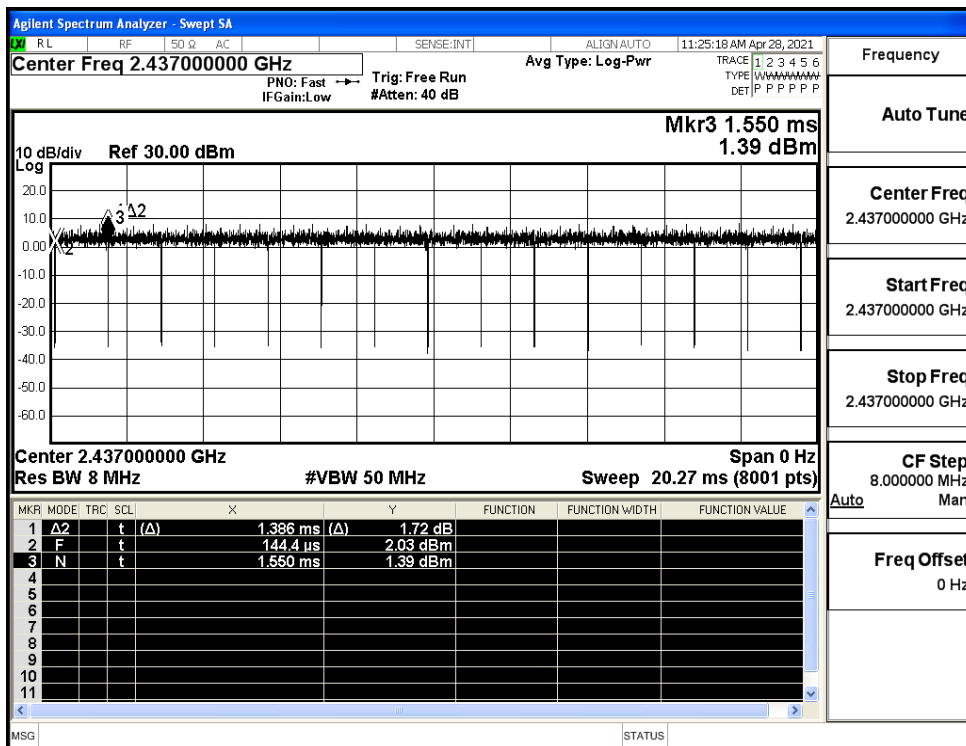 Agilent Spectrum Analyzer - Swept SA
LXI RL RF 50 Ω AC SENSE:INT ALIGN AUTO 11:25:18 AM Apr 28, 2021
Center Freq 2.437000000 GHz
PNO: Fast
IFGain:Low
Trig: Free Run
#Atten: 40 dB
Avg Type: Log-Pwr
TRACE 1 2 3 4 5 6
TYPE WWWWWW
DET P P P P P P
Mkr3 1.550 ms
1.39 dBm
10 dB/div Ref 30.00 dBm
Log
20.0
10.0
0.00
-10.0
-20.0
-30.0
-40.0
-50.0
-60.0
3 Δ2
2
Center 2.437000000 GHz Span 0 Hz
Res BW 8 MHz #VBW 50 MHz Sweep 20.27 ms (8001 pts)
MKR MODE TRC SCL X Y FUNCTION FUNCTION WIDTH FUNCTION VALUE
1 Δ2 t (Δ) 1.386 ms (Δ) 1.72 dB
2 F t 144.4 µs 2.03 dBm
3 N t 1.550 ms 1.39 dBm
4
5
6
7
8
9
10
11
MSG STATUS
Frequency
Auto Tune
Center Freq
2.437000000 GHz
Start Freq
2.437000000 GHz
Stop Freq
2.437000000 GHz
CF Step
8.000000 MHz
Auto Man
Freq Offset
0 Hz